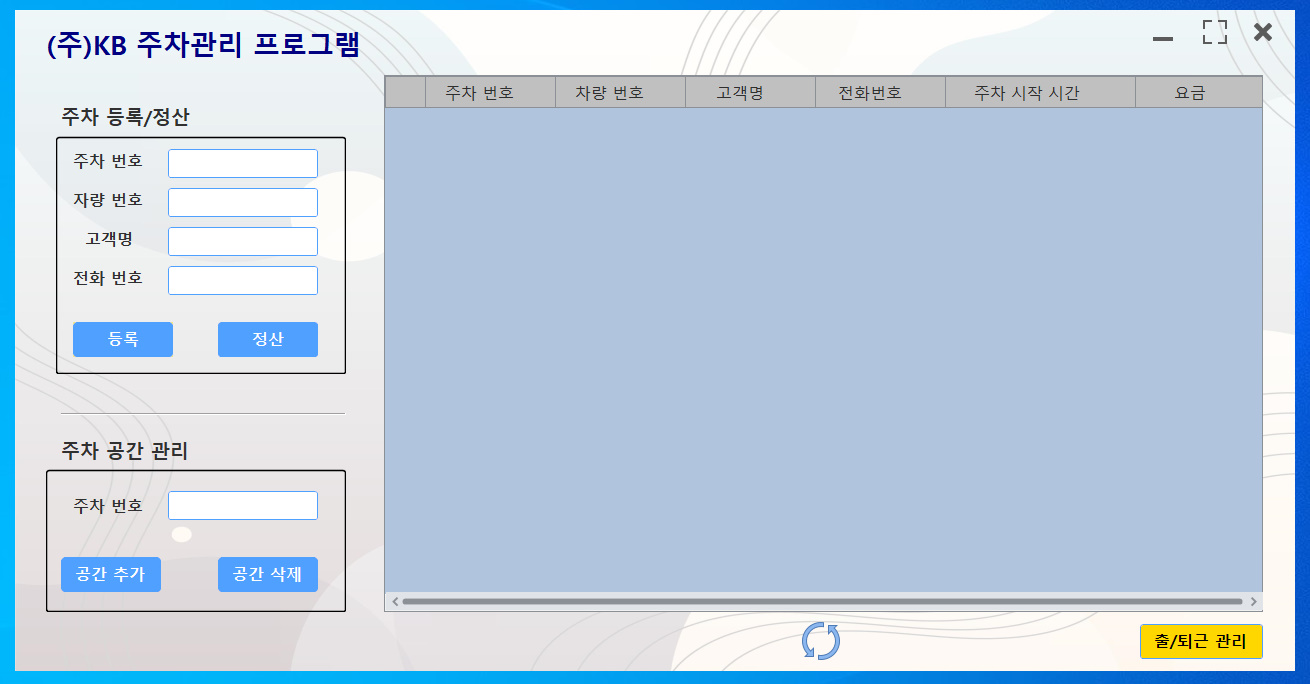 (주)KB 주차관리 프로그램
주차 번호 차량 번호 고객명 전화번호 주차 시작 시간 요금
주차 등록/정산
주차 번호
자량 번호
고객명
전화 번호
등록 정산
주차 공간 관리
주차 번호
공간 추가 공간 삭제
출/퇴근 관리